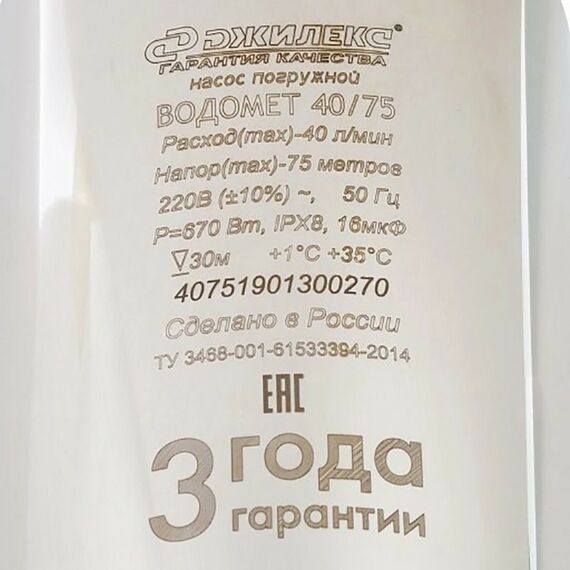 ДЖИЛЕКС®
ГАРАНТИЯ КАЧЕСТВА
насос погружной
ВОДОМЕТ 40/75
Расход(max)-40 л/мин
Напор(max)-75 метров
220В (±10%) ~, 50 Гц
P=670 Вт, IPX8, 16мкФ
30м +1°C +35°C
40751901300270
Сделано в России
ТУ 3468-001-61533394-2014
EAC
3 года
гарантии